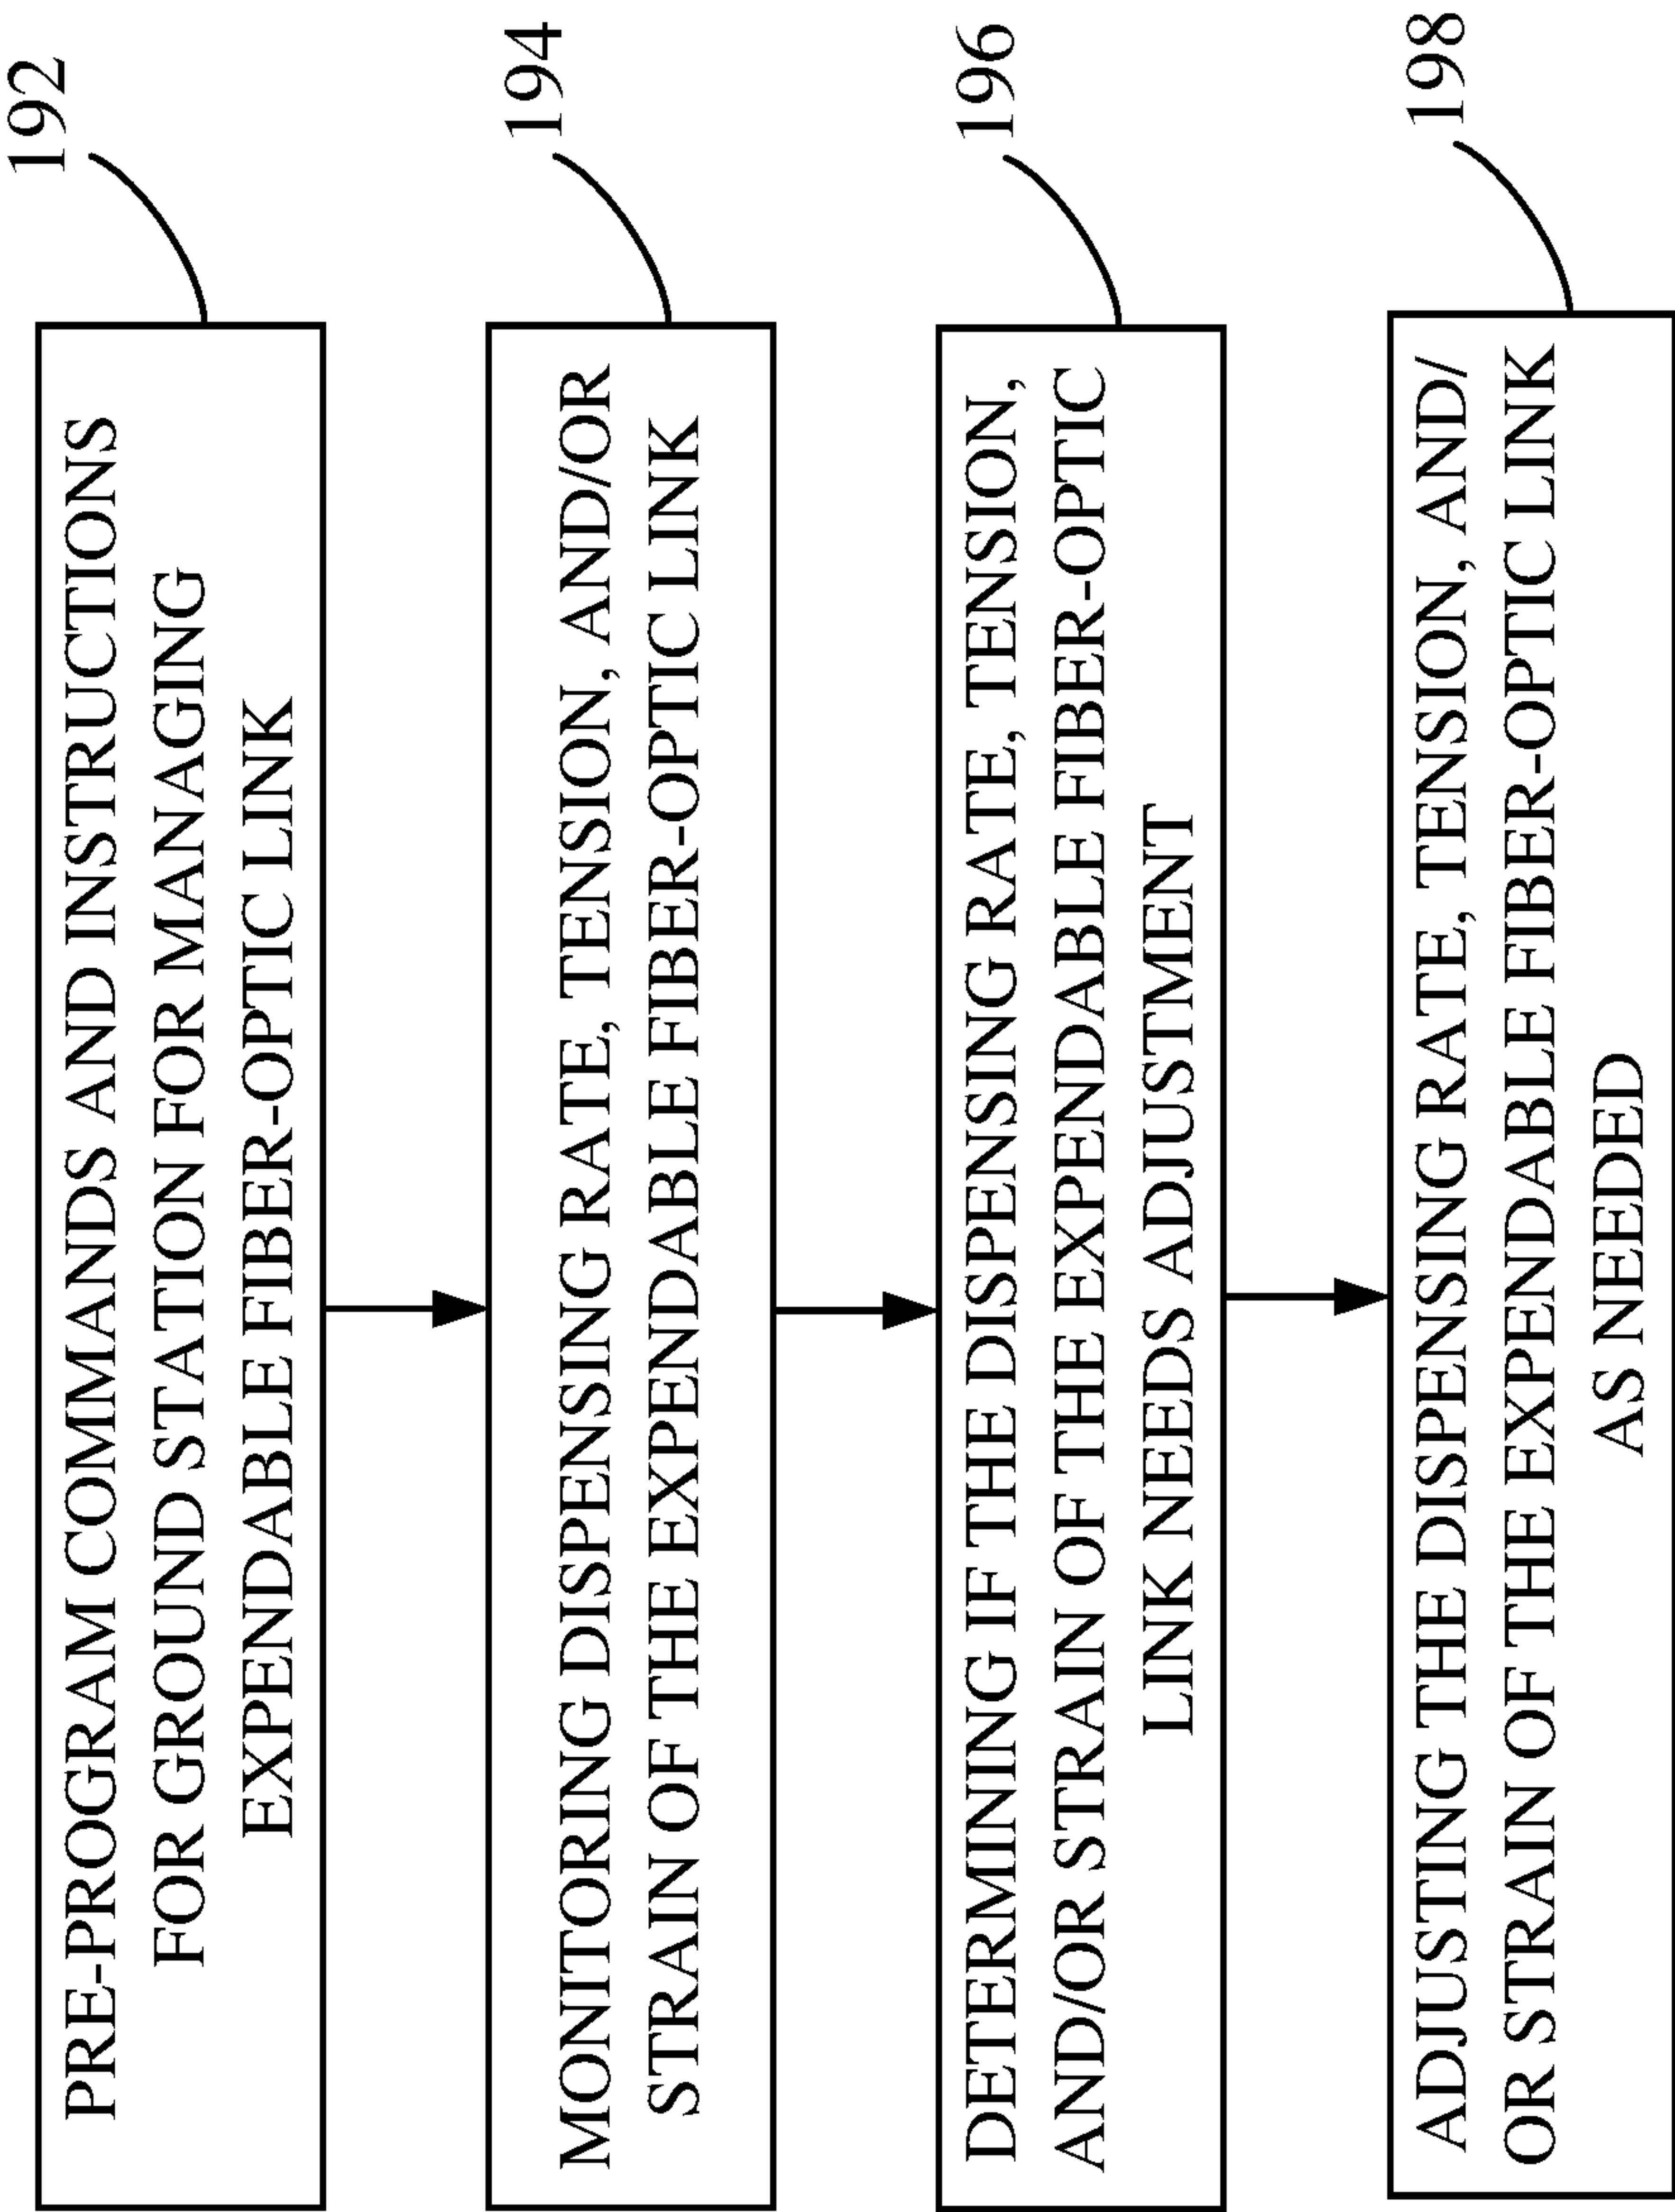 192
PRE-PROGRAM COMMANDS AND INSTRUCTIONS
FOR GROUND STATION FOR MANAGING
EXPENDABLE FIBER-OPTIC LINK
194
MONITORING DISPENSING RATE, TENSION, AND/OR
STRAIN OF THE EXPENDABLE FIBER-OPTIC LINK
196
DETERMINING IF THE DISPENSING RATE, TENSION,
AND/OR STRAIN OF THE EXPENDABLE FIBER-OPTIC
LINK NEEDS ADJUSTMENT
198
ADJUSTING THE DISPENSING RATE, TENSION, AND/
OR STRAIN OF THE EXPENDABLE FIBER-OPTIC LINK
AS NEEDED